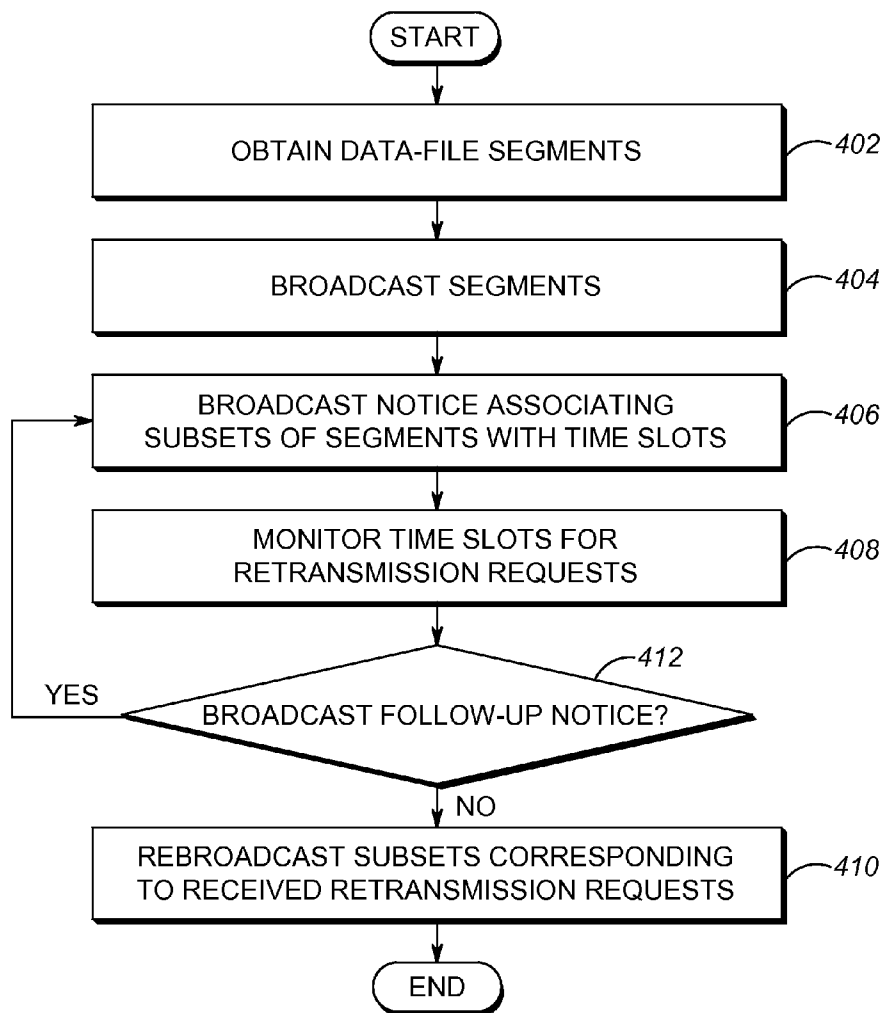 START
OBTAIN DATA-FILE SEGMENTS
402
BROADCAST SEGMENTS
404
BROADCAST NOTICE ASSOCIATING
SUBSETS OF SEGMENTS WITH TIME SLOTS
406
MONITOR TIME SLOTS FOR
RETRANSMISSION REQUESTS
408
412
YES
BROADCAST FOLLOW-UP NOTICE?
NO
REBROADCAST SUBSETS CORRESPONDING
TO RECEIVED RETRANSMISSION REQUESTS
410
END